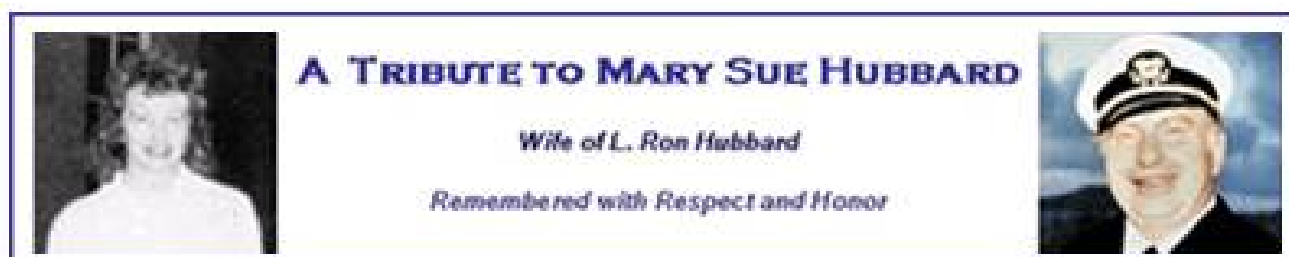 A TRIBUTE TO MARY SUE HUBBARD
Wife of L. Ron Hubbard
Remembered with Respect and Honor